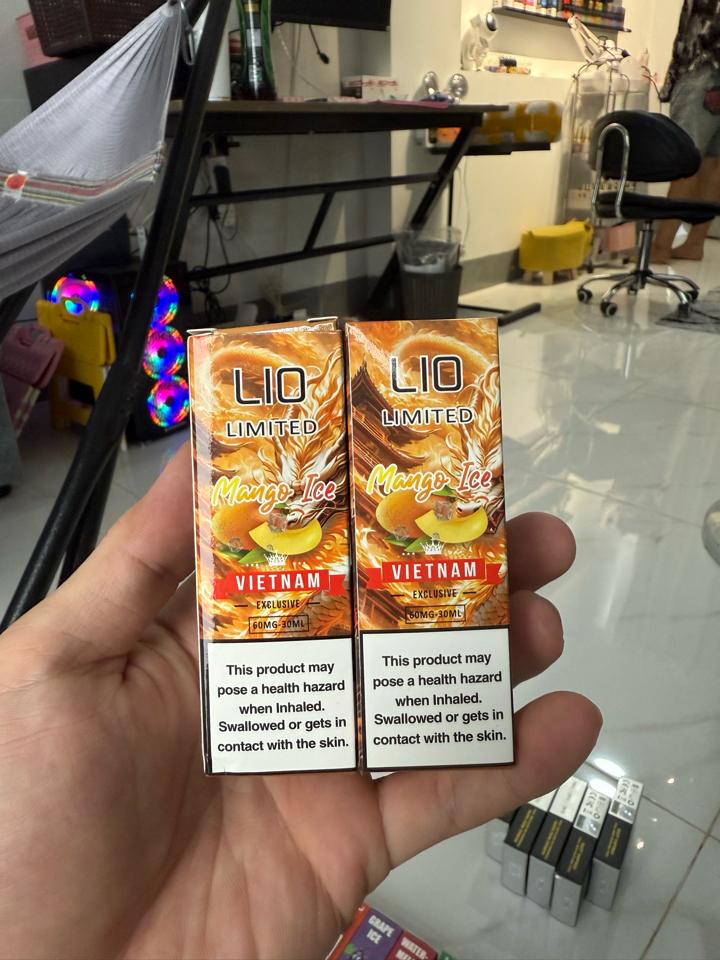 LIO
LIMITED
Mango Ice
VIETNAM
EXCLUSIVE
60MG-30ML
This product may
pose a health hazard
when Inhaled.
Swallowed or gets in
contact with the skin.
LIO
LIMITED
Mango Ice
VIETNAM
EXCLUSIVE
60MG-30ML
This product may
pose a health hazard
when Inhaled.
Swallowed or gets in
contact with the skin.
GRAPE
ICE
WATER-